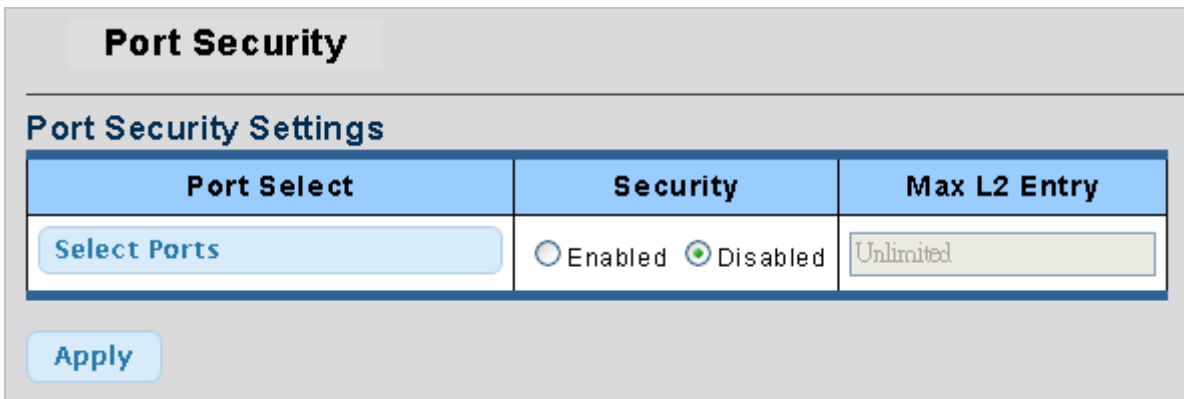 Port Security
Port Security Settings
Port Select Security Max L2 Entry
Select Ports Enabled Disabled Unlimited
Apply